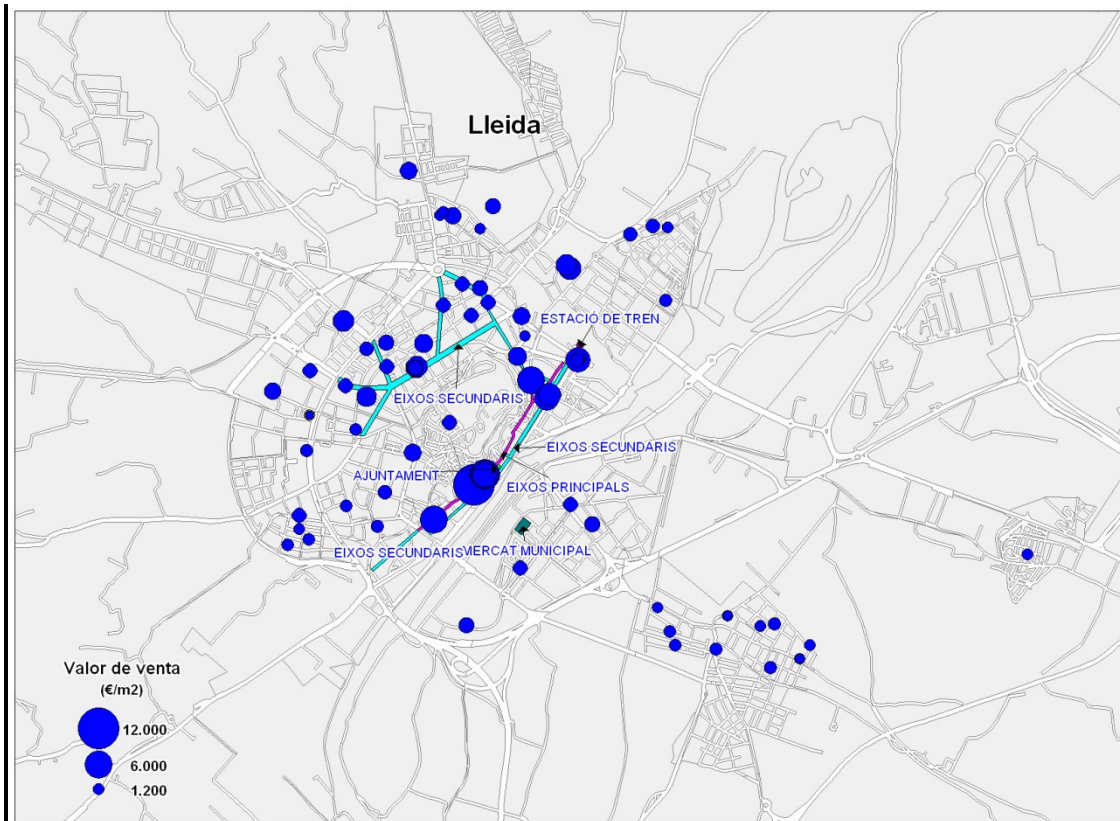 Lleida
ESTACIÓ DE TREN
EIXOS SECUNDARIS
EIXOS SECUNDARIS
AJUNTAMENT
EIXOS PRINCIPALS
EIXOS SECUNDARIS
MERCAT MUNICIPAL
Valor de venta
(€/m2)
12.000
6.000
1.200